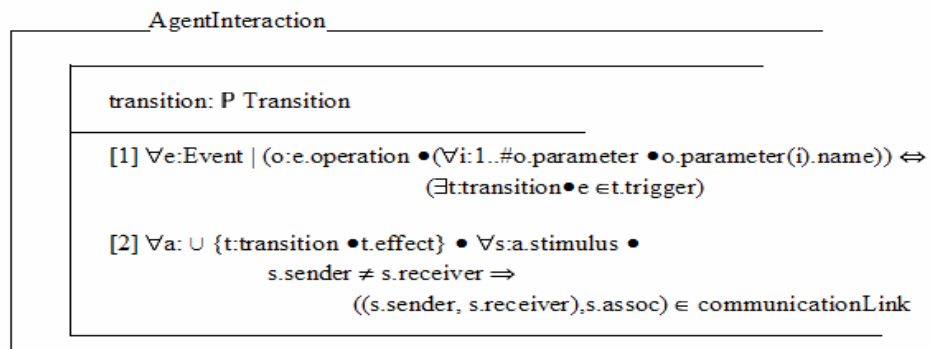 AgentInteraction
transition: ℙ Transition
[1] ∀e:Event | (o:e.operation ●(∀i:1..#o.parameter ●o.parameter(i).name)) ⇔
(∃t:transition●e ∈t.trigger)
[2] ∀a: ∪ {t:transition ●t.effect} ● ∀s:a.stimulus ●
s.sender ≠ s.receiver ⇒
((s.sender, s.receiver),s.assoc) ∈ communicationLink